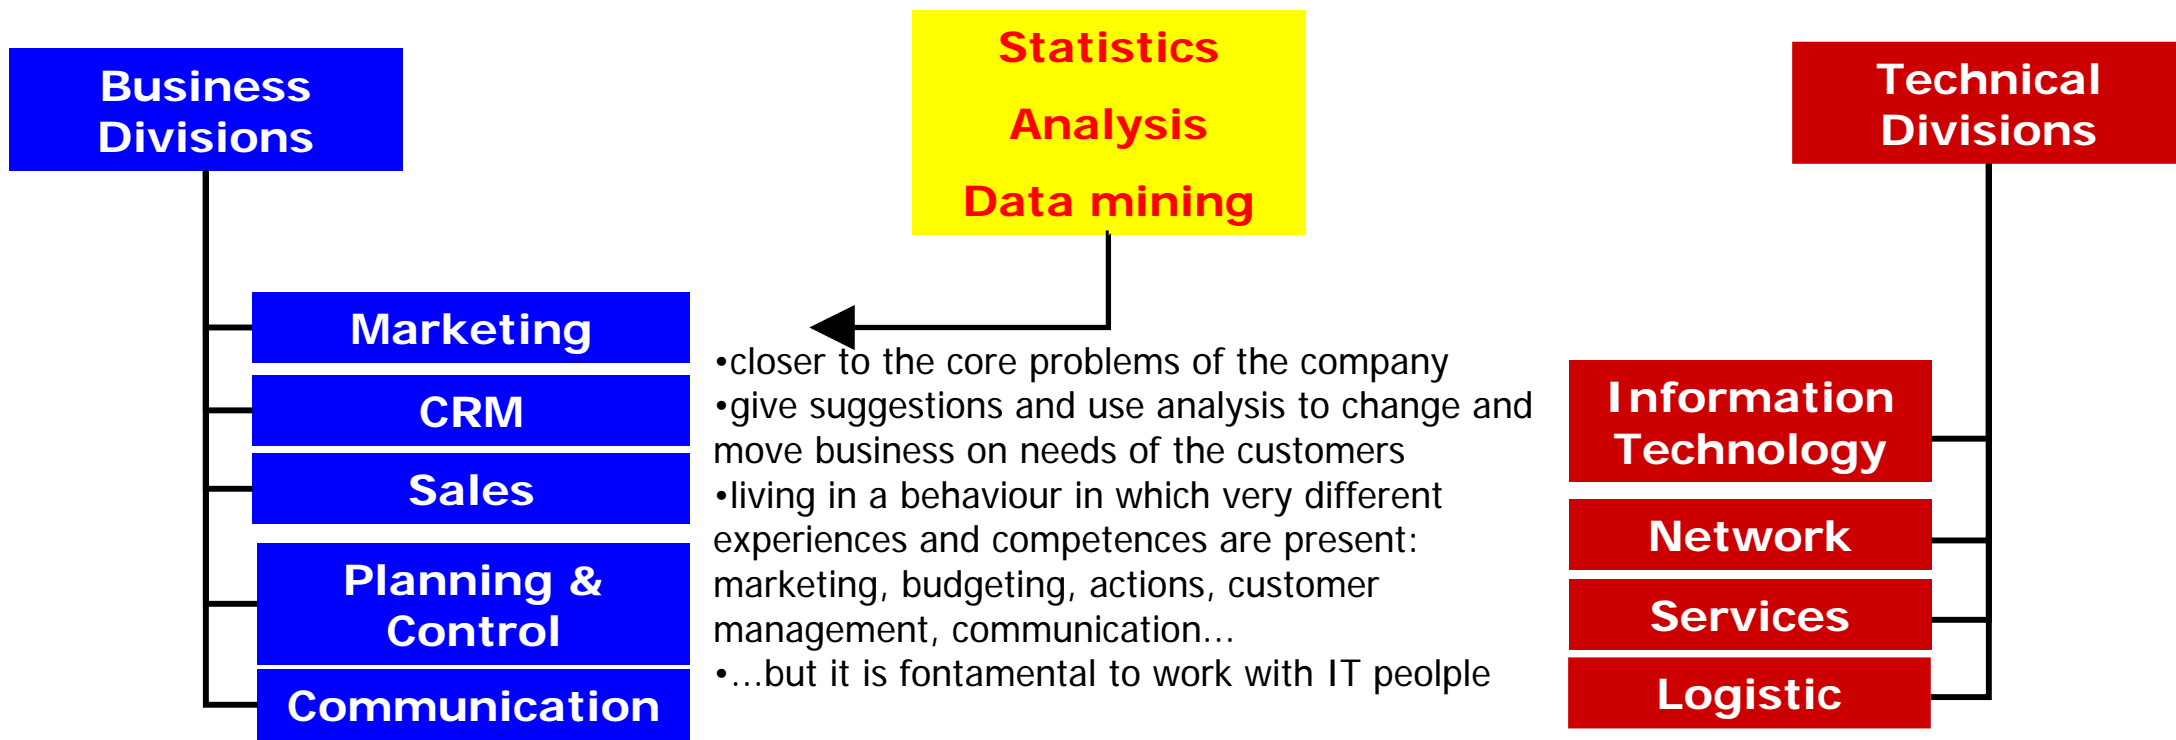 Business
Divisions
Statistics
Analysis
Data mining
Technical
Divisions
Marketing
CRM
Sales
Planning &
Control
Communication
•closer to the core problems of the company
•give suggestions and use analysis to change and
move business on needs of the customers
•living in a behaviour in which very different
experiences and competences are present:
marketing, budgeting, actions, customer
management, communication...
•...but it is fontamental to work with IT peolple
Information
Technology
Network
Services
Logistic